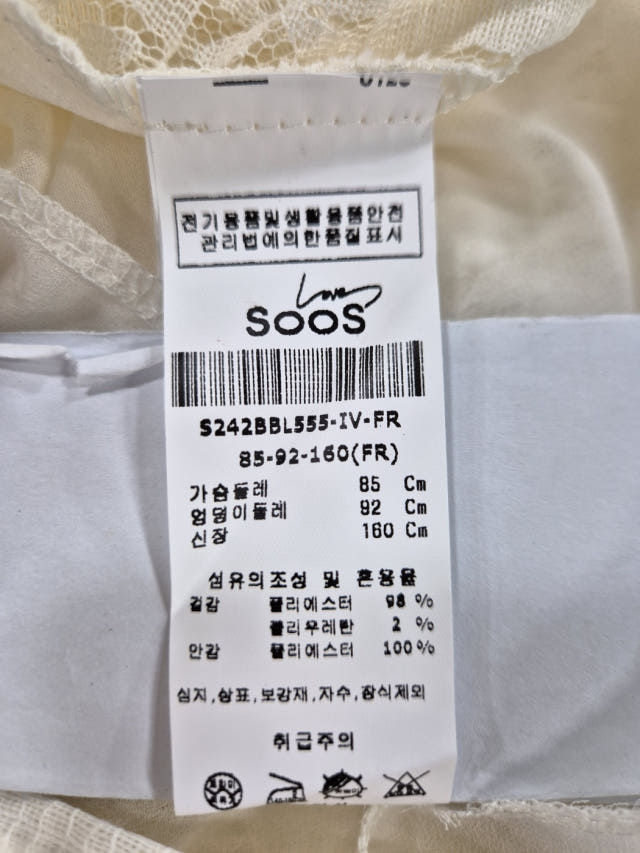 전기용품및생활용품안전
관리법에의한품질표시
Love
SOOS
S242BBL555-IV-FR
85-92-160(FR)
가슴둘레 85 Cm
엉덩이둘레 92 Cm
신장 160 Cm
섬유의조성 및 혼용율
겉감 폴리에스터 98 %
폴리우레탄 2 %
안감 폴리에스터 100%
심지,상표,보강재,자수,장식제외
취급주의